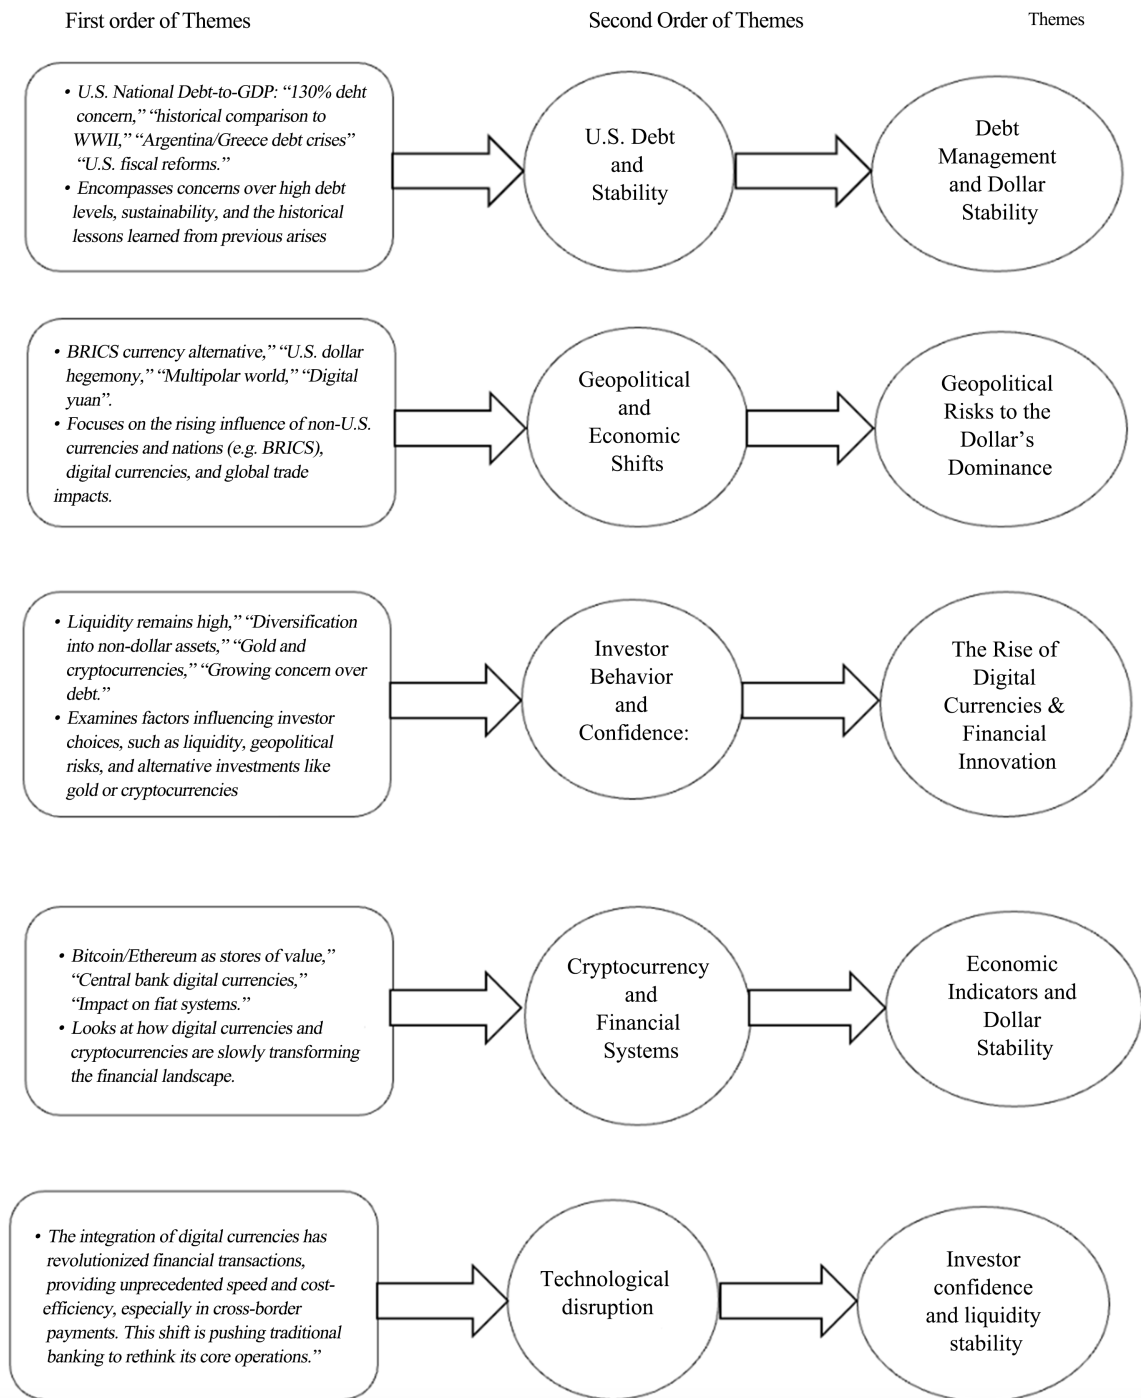 First order of Themes
Second Order of Themes
Themes
• U.S. National Debt-to-GDP: “130% deht
concern,” “historical comparison to
WWII,” “Argentina/Greece debt crises”
“U.S. fiscal reforms.”
• Encompasses concerns over high debt
levels, sustainability, and the historical
lessons learned from previous arises
U.S. Debt
and
Stability
Debt
Management
and Dollar
Stability
• BRICS currency alternative,” “U.S. dollar
hegemony,” “Multipolar world,” “Digital
yuan”.
• Focuses on the rising influence of non-U.S.
currencies and nations (e.g. BRICS),
digital currencies, and global trade
impacts.
Geopolitical
and
Economic
Shifts
Geopolitical
Risks to the
Dollar’s
Dominance
• Liquidity remains high,” “Diversification
into non-dollar assets,” “Gold and
cryptocurrencies,” “Growing concern over
debt.”
• Examines factors influencing investor
choices, such as liquidity, geopolitical
risks, and alternative investments like
gold or cryptocurrencies
Investor
Behavior
and
Confidence:
The Rise of
Digital
Currencies &
Financial
Innovation
• Bitcoin/Ethereum as stores of value,”
“Central bank digital currencies,”
“Impact on fiat systems.”
• Looks at how digital currencies and
cryptocurrencies are slowly transforming
the financial landscape.
Cryptocurrency
and
Financial
Systems
Economic
Indicators and
Dollar
Stability
• The integration of digital currencies has
revolutionized financial transactions,
providing unprecedented speed and cost-
efficiency, especially in cross-border
payments. This shift is pushing traditional
banking to rethink its core operations.”
Technological
disruption
Investor
confidence
and liquidity
stability